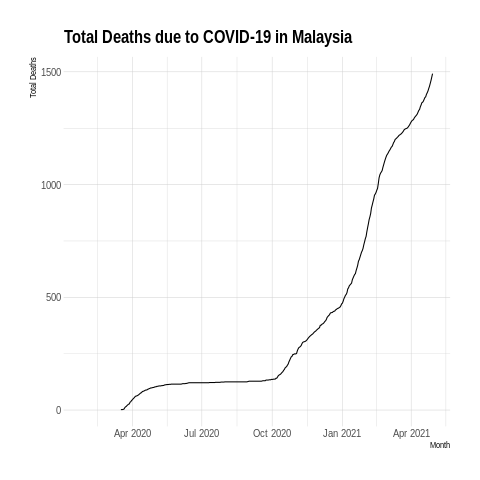 Total Deaths due to COVID-19 in Malaysia
Total Deaths
1500
1000
500
0
Apr 2020 Jul 2020 Oct 2020 Jan 2021 Apr 2021
Month